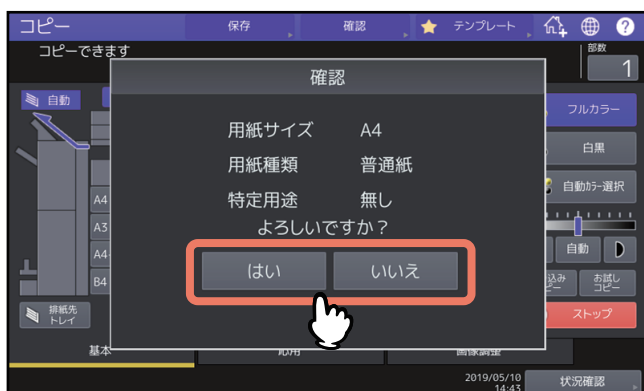 コピー
保存
確認
テンプレート
?
コピーできます
部数
1
確認
自動
用紙サイズ A4
用紙種類 普通紙
特定用途 無し
よろしいですか？
はい いいえ
A4
A3
A4
B4
フルカラー
白黒
自動ｶﾗｰ選択
自動
お試し
コピー
ストップ
排紙先
トレイ
基本
応用
画像調整
2019/05/10
14:43
状況確認